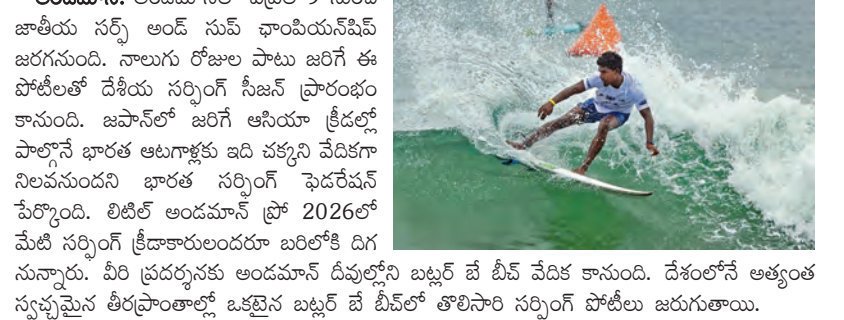 జాతీయ సర్ఫ్ అండ్ సుప్ ఛాంపియన్‌షిప్
జరగనుంది. నాలుగు రోజుల పాటు జరిగే ఈ
పోటీలతో దేశీయ సర్ఫింగ్ సీజన్ ప్రారంభం
కానుంది. జపాన్‌లో జరిగే ఆసియా క్రీడల్లో
పాల్గొనే భారత ఆటగాళ్లకు ఇది చక్కని వేదికగా
నిలవనుందని భారత సర్ఫింగ్ ఫెడరేషన్
పేర్కొంది. లిటిల్ అండమాన్ ప్రో 2026లో
మేటి సర్ఫింగ్ క్రీడాకారులందరూ బరిలోకి దిగ
నున్నారు. వీరి ప్రదర్శనకు అండమాన్ దీవుల్లోని బట్లర్ బే బీచ్ వేదిక కానుంది. దేశంలోనే అత్యంత
స్వచ్ఛమైన తీరప్రాంతాల్లో ఒకటైన బట్లర్ బే బీచ్‌లో తొలిసారి సర్ఫింగ్ పోటీలు జరుగుతాయి.